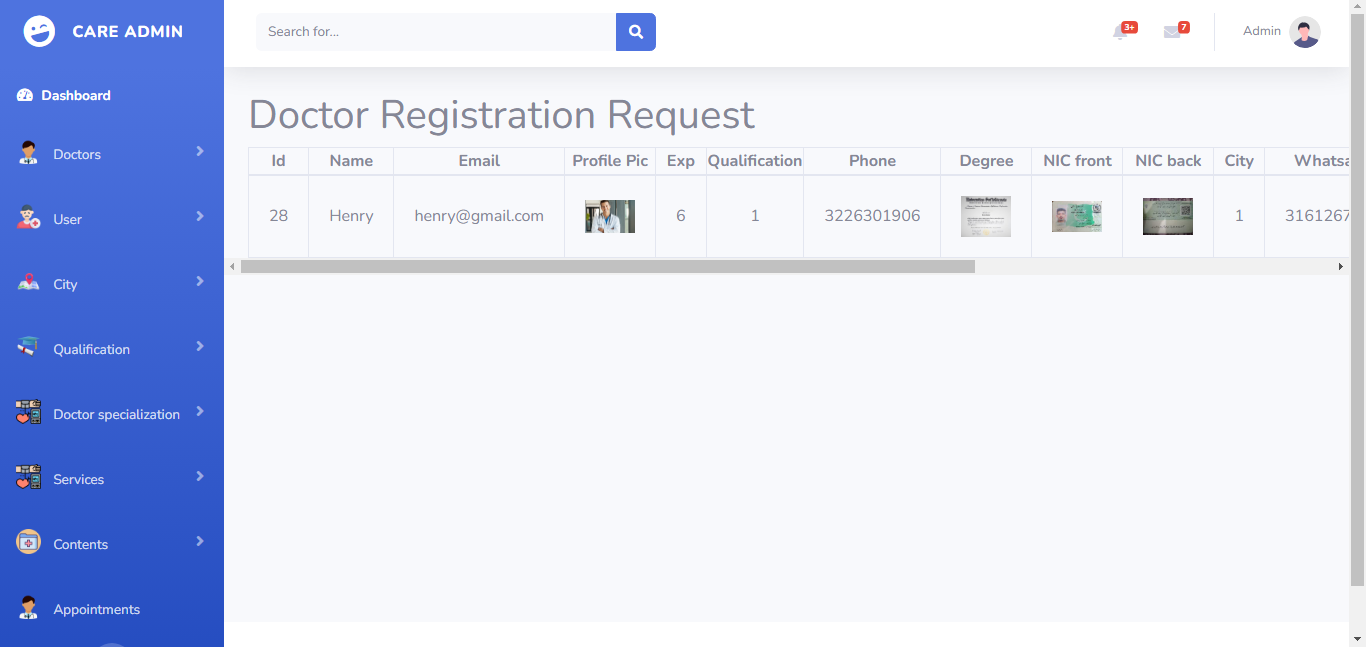 CARE ADMIN
Search for...
3+
7
Admin
Dashboard
Doctors
User
City
Qualification
Doctor specialization
Services
Contents
Appointments
Doctor Registration Request
Id Name Email Profile Pic Exp Qualification Phone Degree NIC front NIC back City Whatsa
28 Henry henry@gmail.com 6 1 3226301906 1 3161267